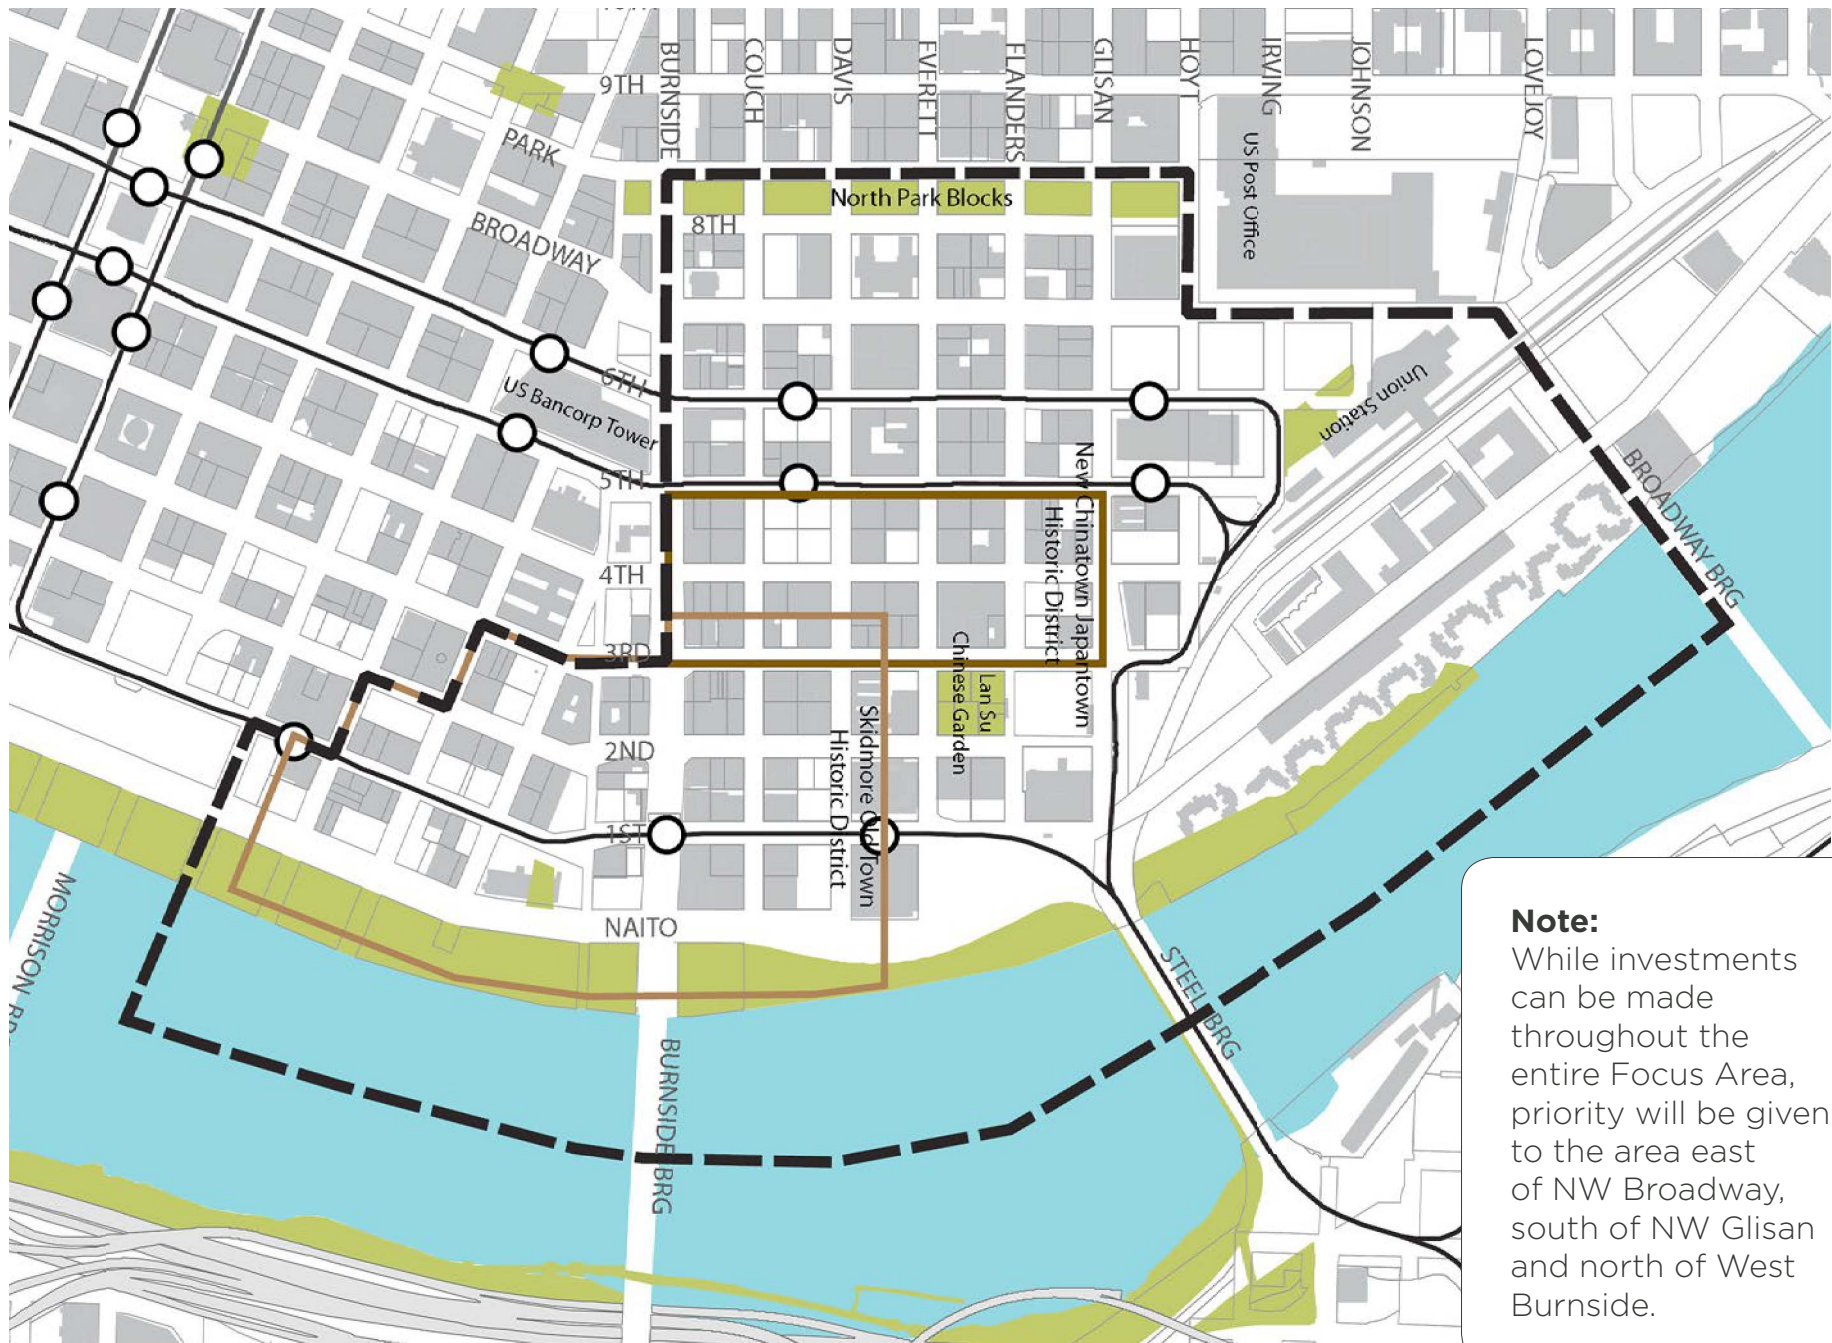 BURNSIDE
COUCH
DAVIS
EVERETT
FLANDERS
GLISAN
HOYT
IRVING
JOHNSON
LOVEJOY
9TH
PARK
BROADWAY
North Park Blocks
8TH
US Post Office
6TH
US Bancorp Tower
Union Station
5TH
New Chinatown Japantown
Historic District
BROADWAY BRG
4TH
3RD
Lan Su
Chinese Garden
Skidmore Old Town
Historic District
2ND
1ST
NAITO
MORRISON
STEEL BRG
BURNSIDE BRG
Note:
While investments
can be made
throughout the
entire Focus Area,
priority will be given
to the area east
of NW Broadway,
south of NW Glisan
and north of West
Burnside.